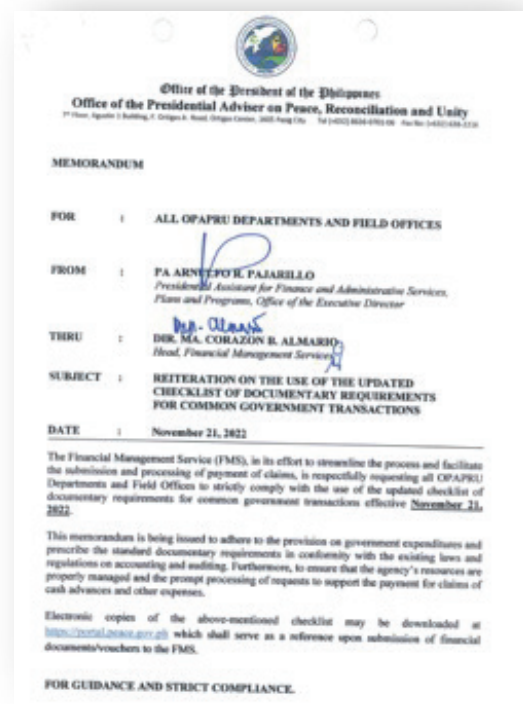 Office of the President of the Philippines
Office of the Presidential Adviser on Peace, Reconciliation and Unity
MEMORANDUM
FOR : ALL OPAPRU DEPARTMENTS AND FIELD OFFICES
FROM : PA ARNULFO R. PAJARILLO
Presidential Assistant for Finance and Administrative Services,
Plans and Programs, Office of the Executive Director
THRU : DIR. MA. CORAZON B. ALMARIO
Head, Financial Management Services
SUBJECT : REITERATION ON THE USE OF THE UPDATED
CHECKLIST OF DOCUMENTARY REQUIREMENTS
FOR COMMON GOVERNMENT TRANSACTIONS
DATE : November 21, 2022
The Financial Management Service (FMS), in its effort to streamline the process and facilitate
the submission and processing of payment of claims, is respectfully requesting all OPAPRU
Departments and Field Offices to strictly comply with the use of the updated checklist of
documentary requirements for common government transactions effective November 21,
2022.
This memorandum is being issued to adhere to the provision on government expenditures and
prescribe the standard documentary requirements in conformity with the existing laws and
regulations on accounting and auditing. Furthermore, to ensure that the agency's resources are
properly managed and the prompt processing of requests to support the payment for claims of
cash advances and other expenses.
Electronic copies of the above-mentioned checklist may be downloaded at
https://portal.peace.gov.ph which shall serve as a reference upon submission of financial
documents/vouchers to the FMS.
FOR GUIDANCE AND STRICT COMPLIANCE.